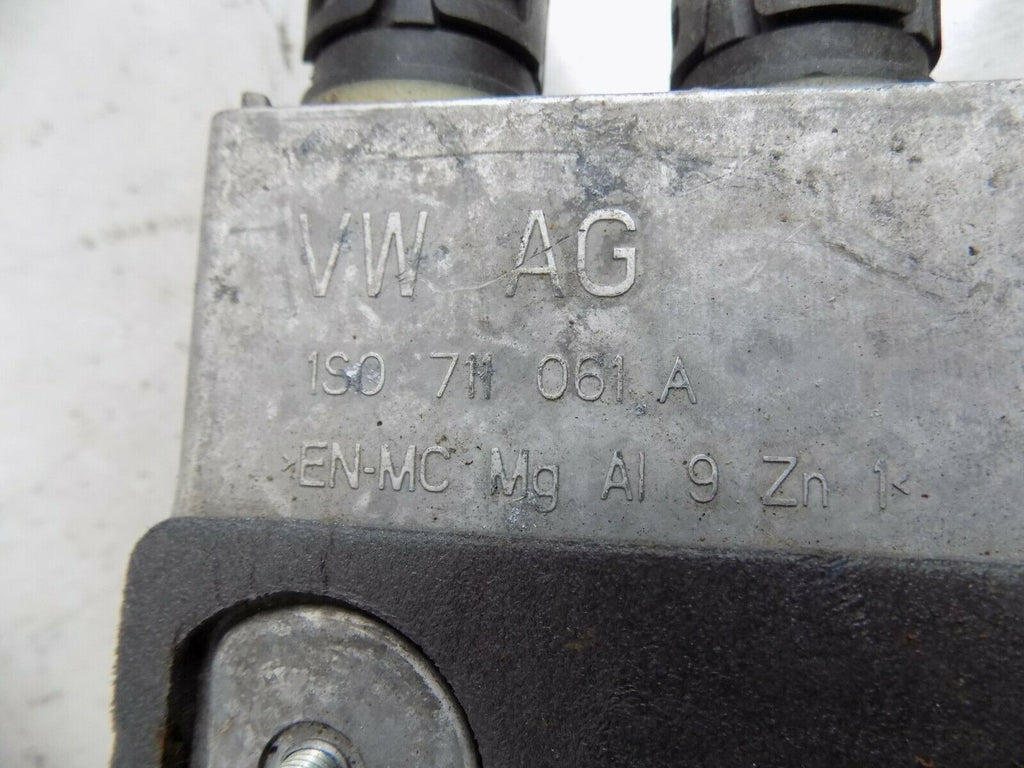 VW AG
1S0 711 061 A
>EN-MC Mg Al 9 Zn 1<